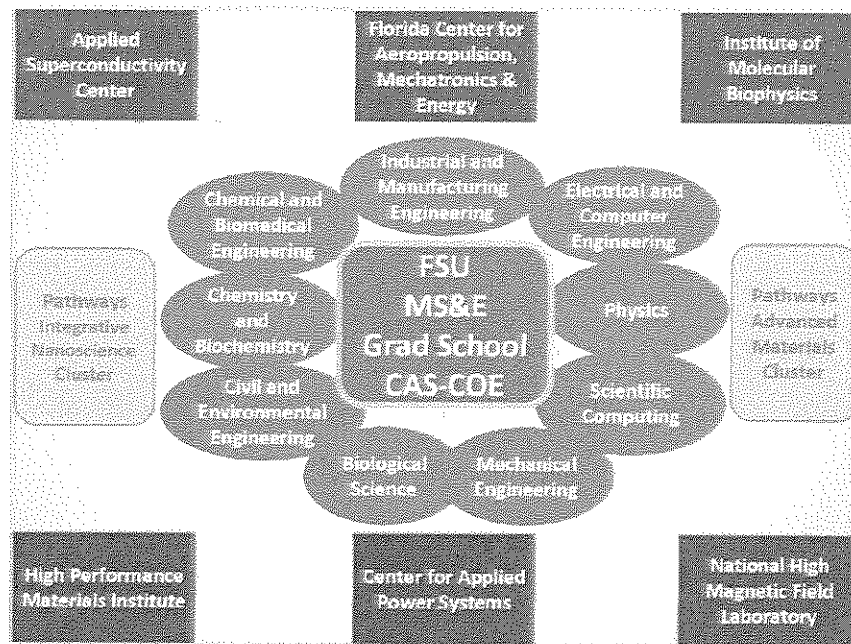 Applied
Superconductivity
Center
Florida Center for
Aeropropulsion,
Mechatronics &
Energy
Institute of
Molecular
Biophysics
Industrial and
Manufacturing
Engineering
Chemical and
Biomedical
Engineering
Electrical and
Computer
Engineering
Pathways
Integrative
Nanoscience
Cluster
Chemistry
and
Biochemistry
FSU
MS&E
Grad School
CAS-COE
Physics
Pathways
Advanced
Materials
Cluster
Civil and
Environmental
Engineering
Scientific
Computing
Biological
Science
Mechanical
Engineering
High Performance
Materials Institute
Center for Applied
Power Systems
National High
Magnetic Field
Laboratory